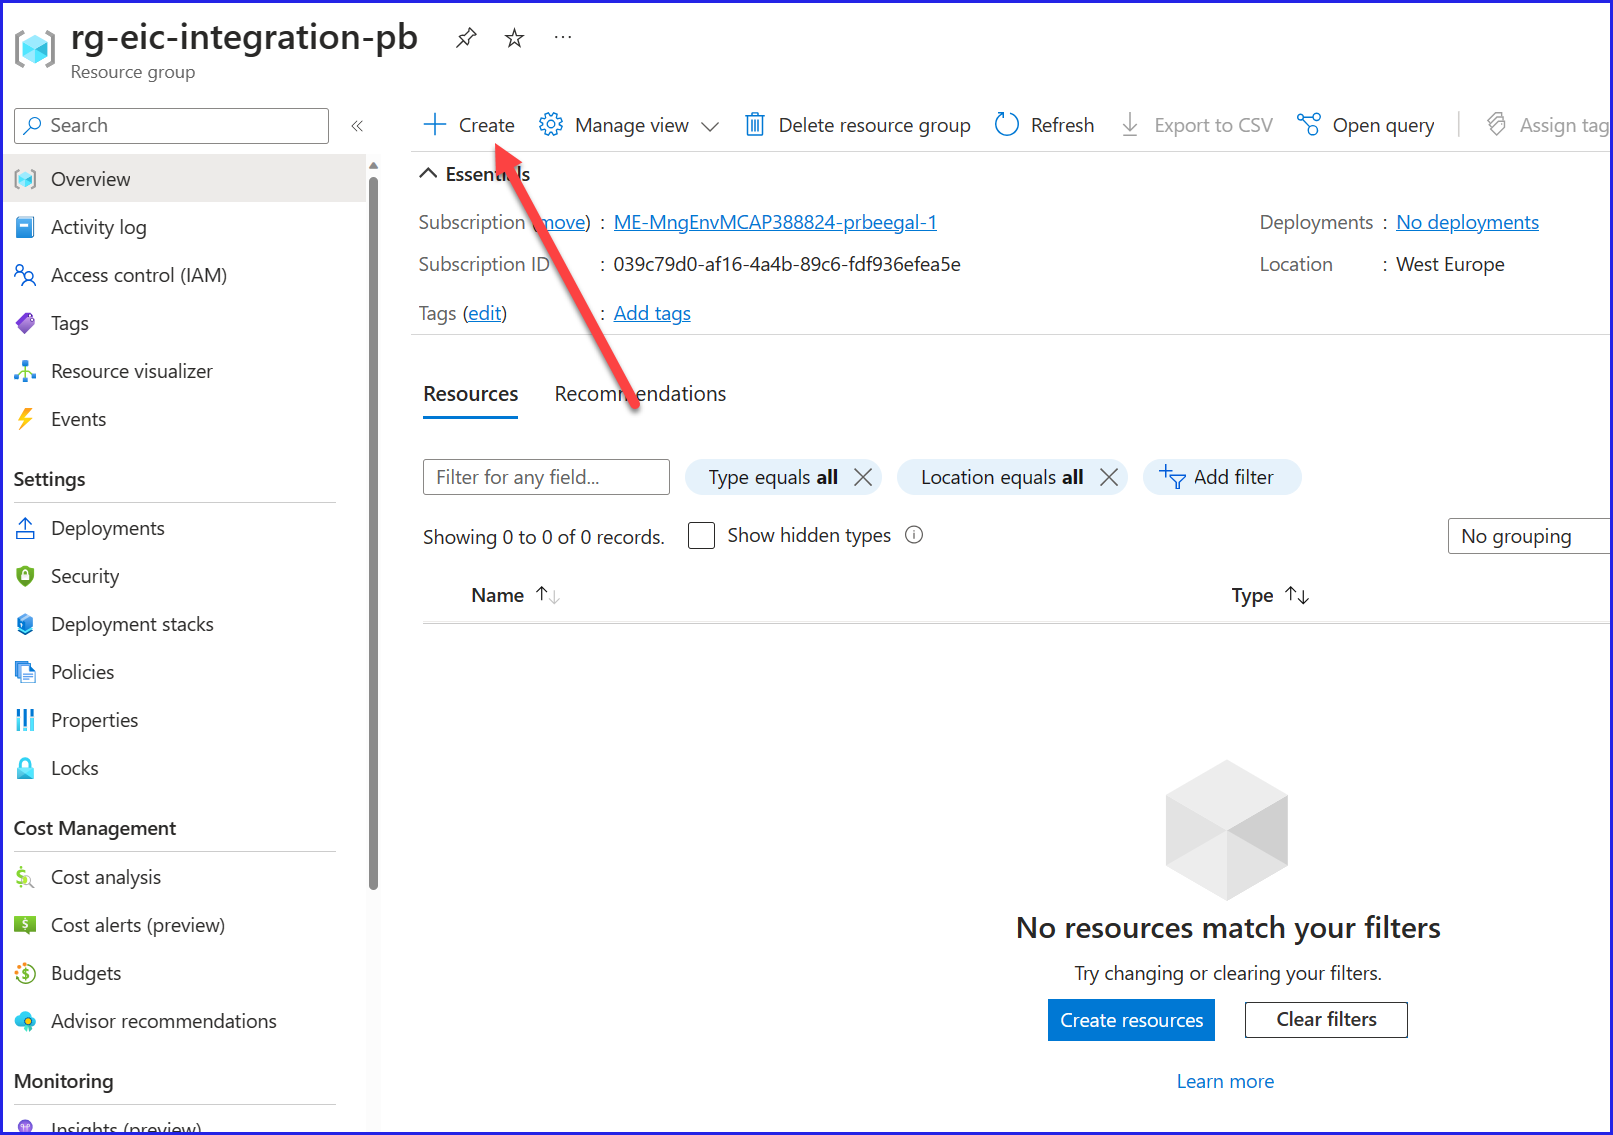 rg-eic-integration-pb
Resource group
Search
Create Manage view Delete resource group Refresh Export to CSV Open query Assign tag
Overview
Activity log
Access control (IAM)
Tags
Resource visualizer
Events
Settings
Deployments
Security
Deployment stacks
Policies
Properties
Locks
Cost Management
Cost analysis
Cost alerts (preview)
Budgets
Advisor recommendations
Monitoring
Insights (preview)
Essentials
Subscription (move) : ME-MngEnvMCAP388824-prbeegal-1
Subscription ID : 039c79d0-af16-4a4b-89c6-fdf936efea5e
Tags (edit) : Add tags
Deployments : No deployments
Location : West Europe
Resources Recommendations
Filter for any field... Type equals all Location equals all Add filter
Showing 0 to 0 of 0 records. Show hidden types No grouping
Name Type
No resources match your filters
Try changing or clearing your filters.
Create resources Clear filters
Learn more